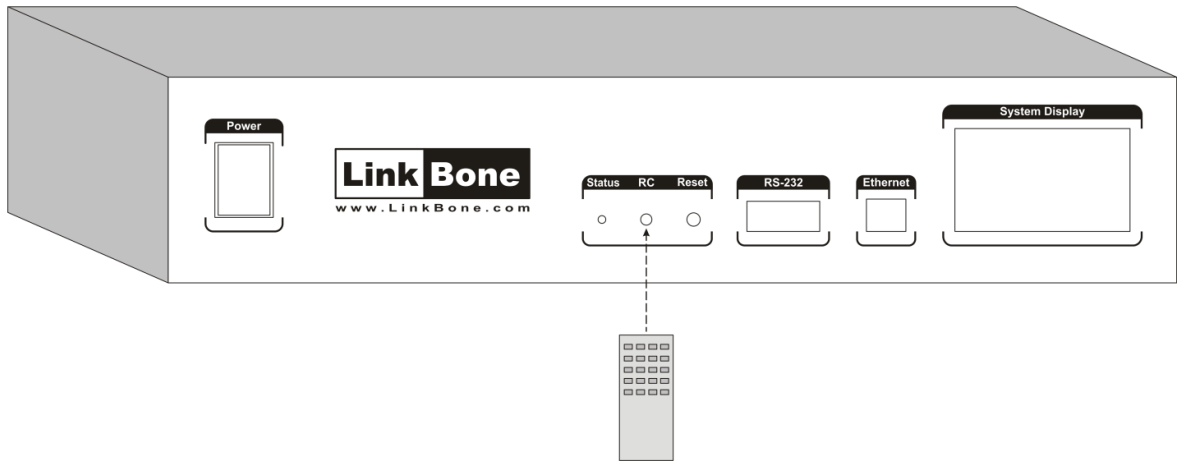 System Display
Power
Link Bone
www.LinkBone.com
Status RC Reset
RS-232
Ethernet